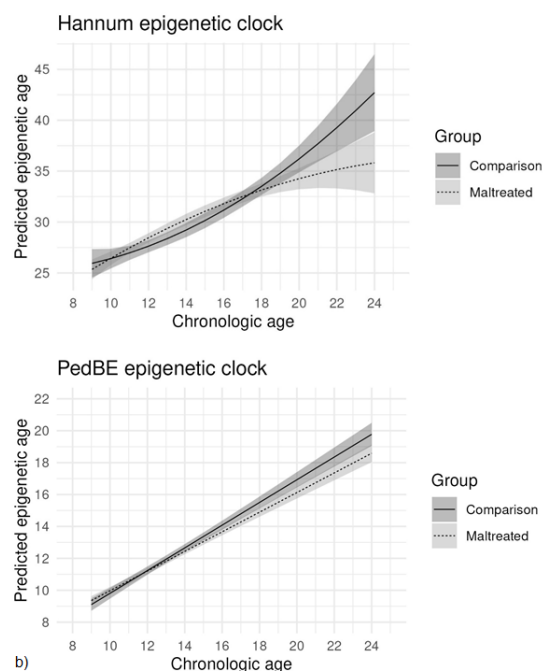 Hannum epigenetic clock
Predicted epigenetic age
45
40
35
30
25
8 10 12 14 16 18 20 22 24
Chronologic age
Group
Comparison
Maltreated
PedBE epigenetic clock
Predicted epigenetic age
22
20
18
16
14
12
10
8
8 10 12 14 16 18 20 22 24
Chronologic age
Group
Comparison
Maltreated
b)